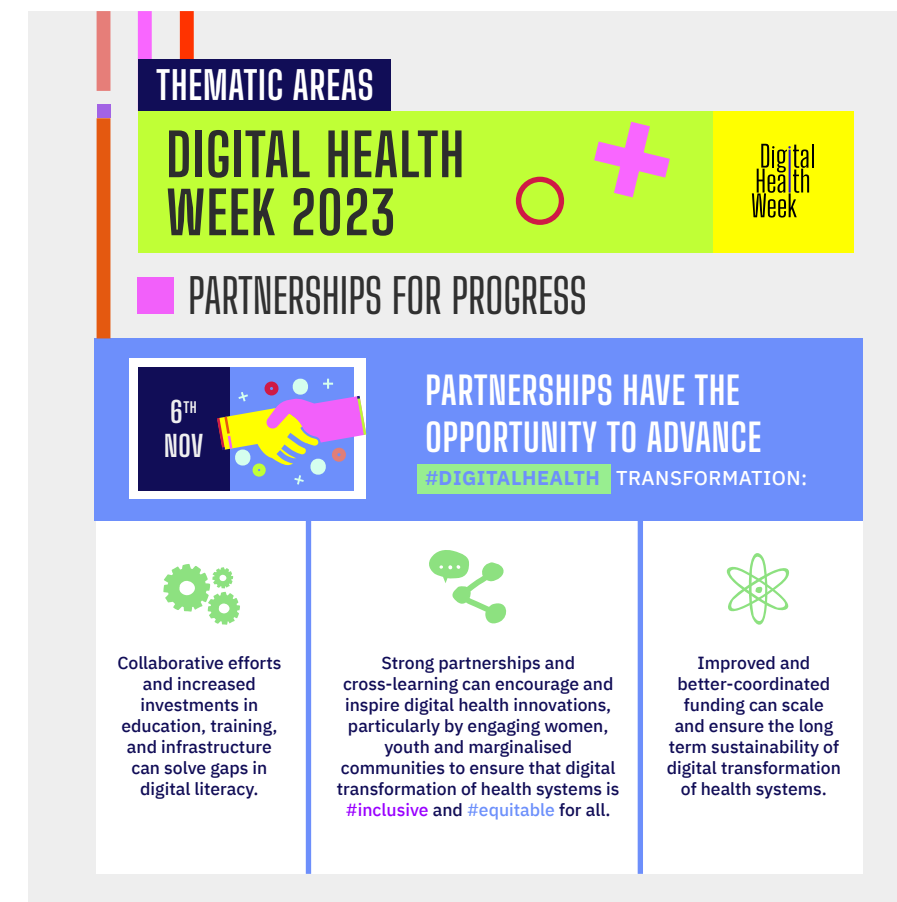 THEMATIC AREAS
DIGITAL HEALTH
WEEK 2023
Digital
Health
Week
PARTNERSHIPS FOR PROGRESS
6TH
NOV
PARTNERSHIPS HAVE THE
OPPORTUNITY TO ADVANCE
#DIGITALHEALTH TRANSFORMATION:
Collaborative efforts
and increased
investments in
education, training,
and infrastructure
can solve gaps in
digital literacy.
Strong partnerships and
cross-learning can encourage and
inspire digital health innovations,
particularly by engaging women,
youth and marginalised
communities to ensure that digital
transformation of health systems is
#inclusive and #equitable for all.
Improved and
better-coordinated
funding can scale
and ensure the long
term sustainability of
digital transformation
of health systems.